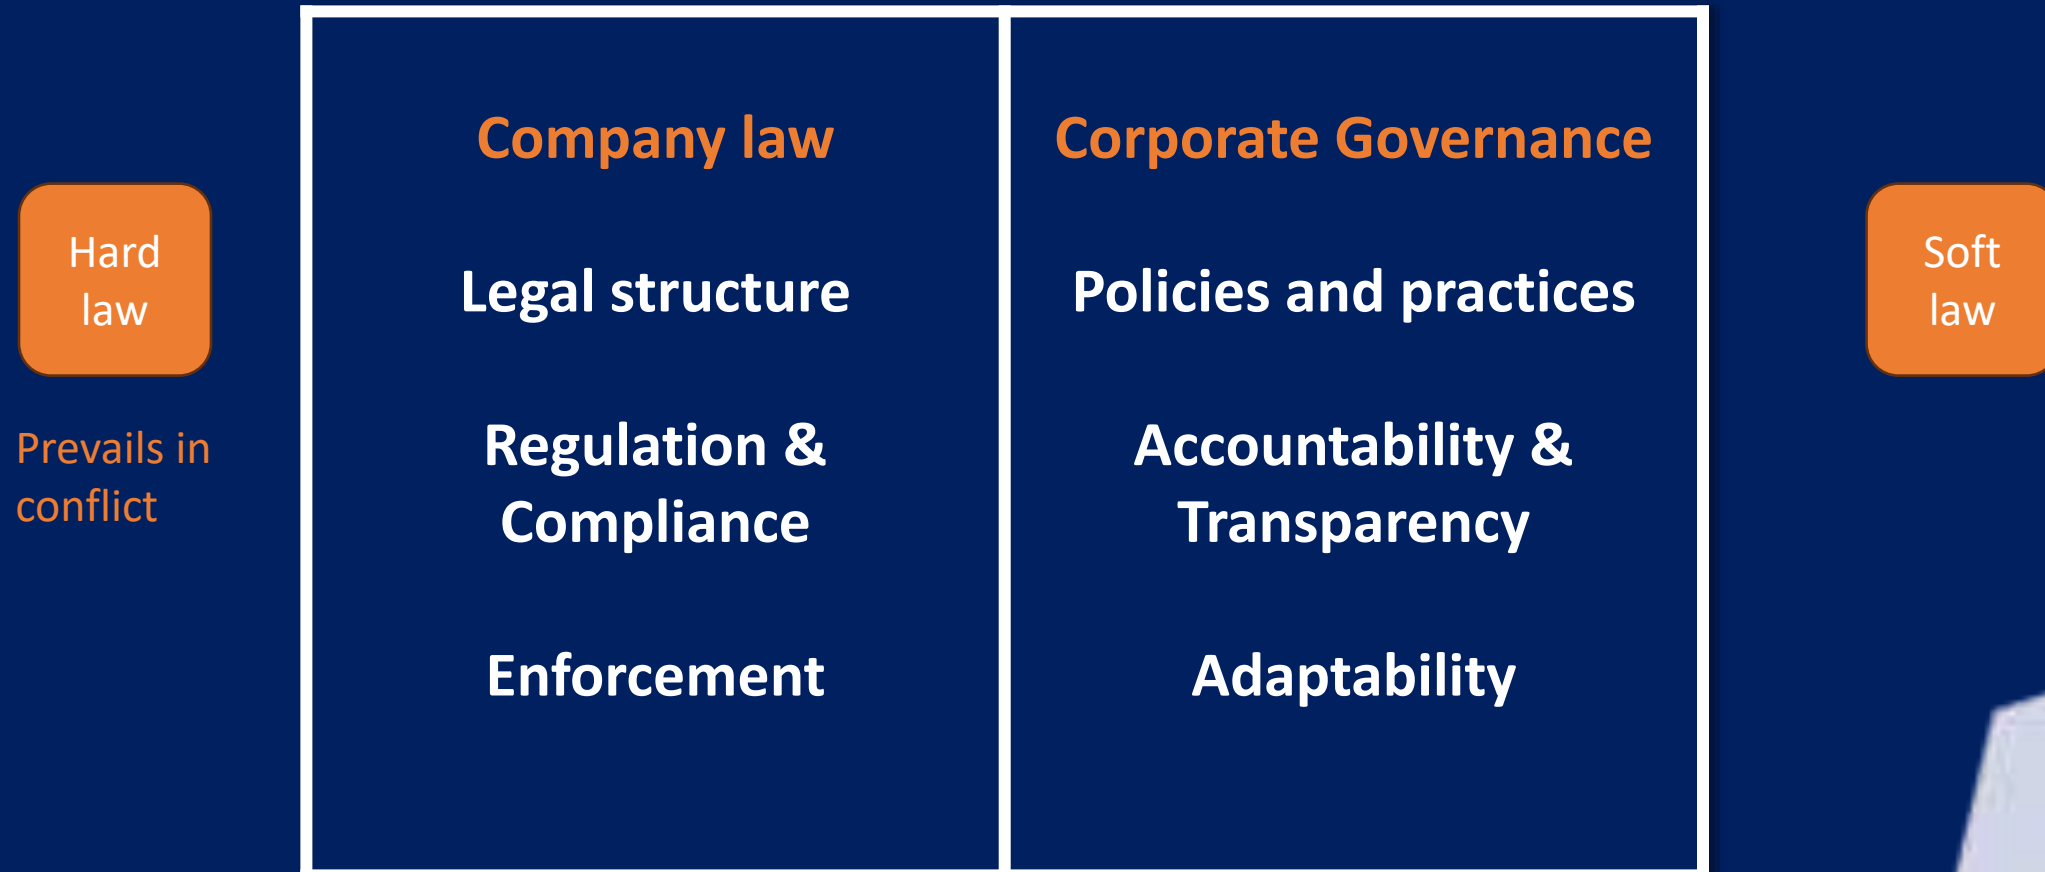 Company law
Corporate Governance
Hard
law
Soft
law
Legal structure
Policies and practices
Prevails in
conflict
Regulation &
Compliance
Accountability &
Transparency
Enforcement
Adaptability